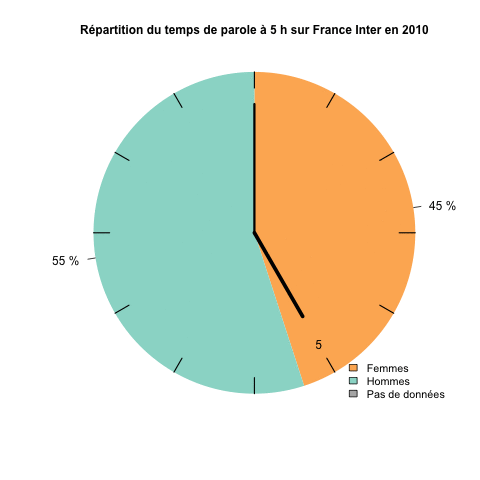 Répartition du temps de parole à 5 h sur France Inter en 2010
45 %
55 %
5
Femmes
Hommes
Pas de données